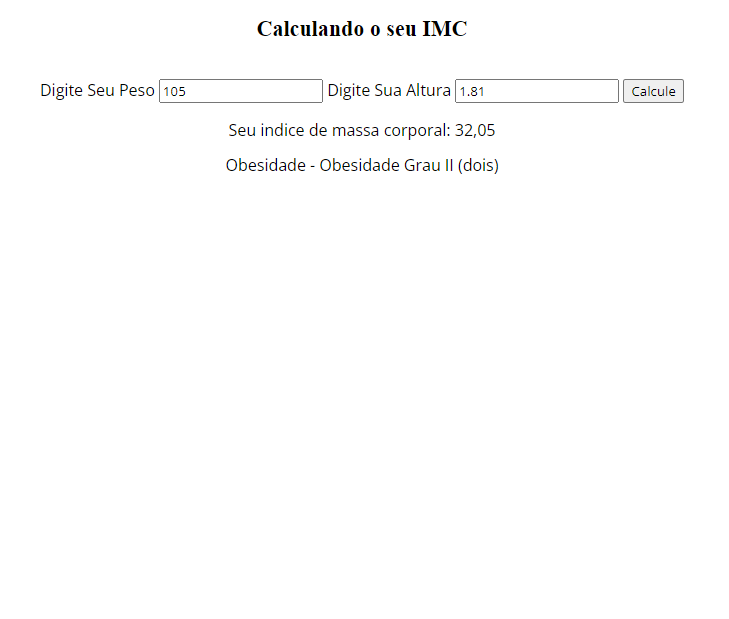 Calculando o seu IMC
Digite Seu Peso 105 Digite Sua Altura 1.81 Calcule
Seu indice de massa corporal: 32,05
Obesidade - Obesidade Grau II (dois)